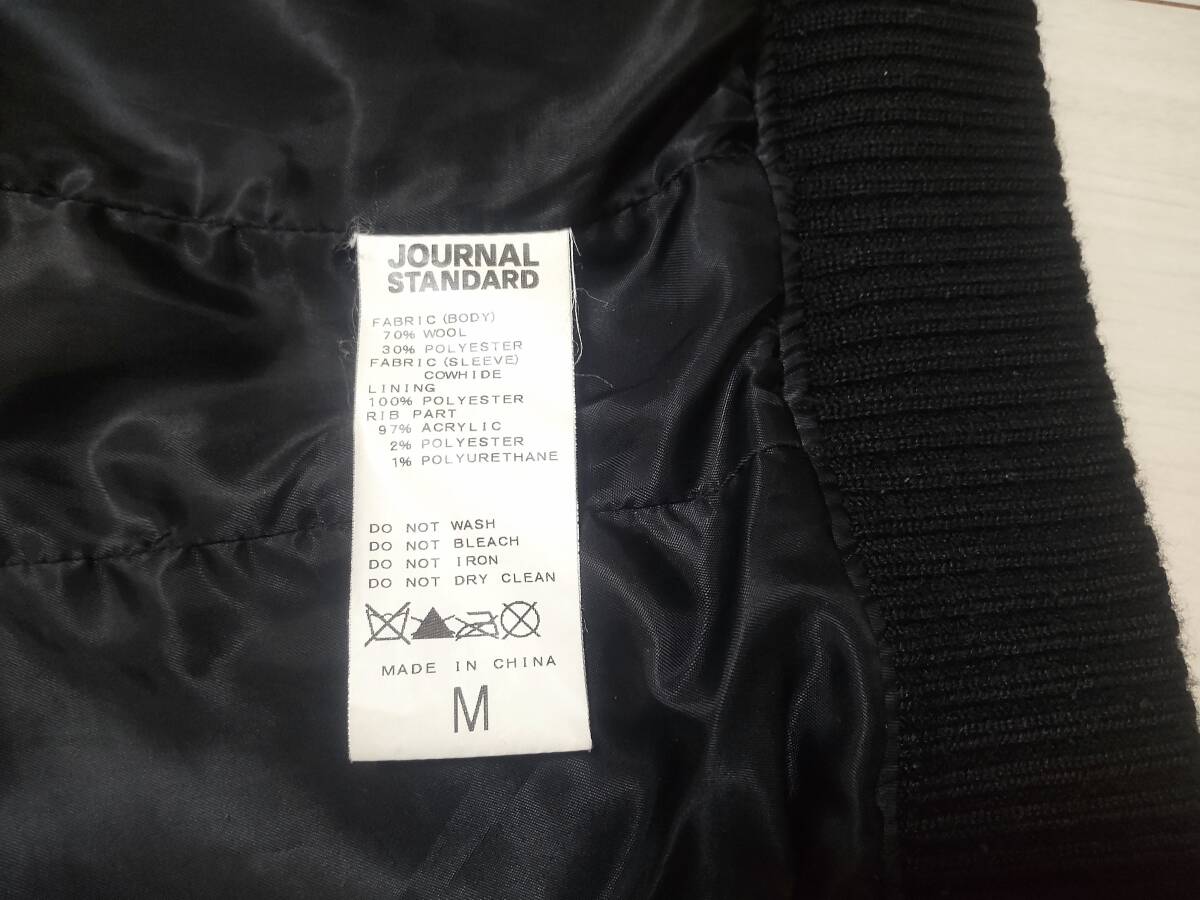 JOURNAL
STANDARD
FABRIC (BODY)
70% WOOL
30% POLYESTER
FABRIC (SLEEVE)
COWHIDE
LINING
100% POLYESTER
RIB PART
97% ACRYLIC
2% POLYESTER
1% POLYURETHANE
DO NOT WASH
DO NOT BLEACH
DO NOT IRON
DO NOT DRY CLEAN
MADE IN CHINA
M